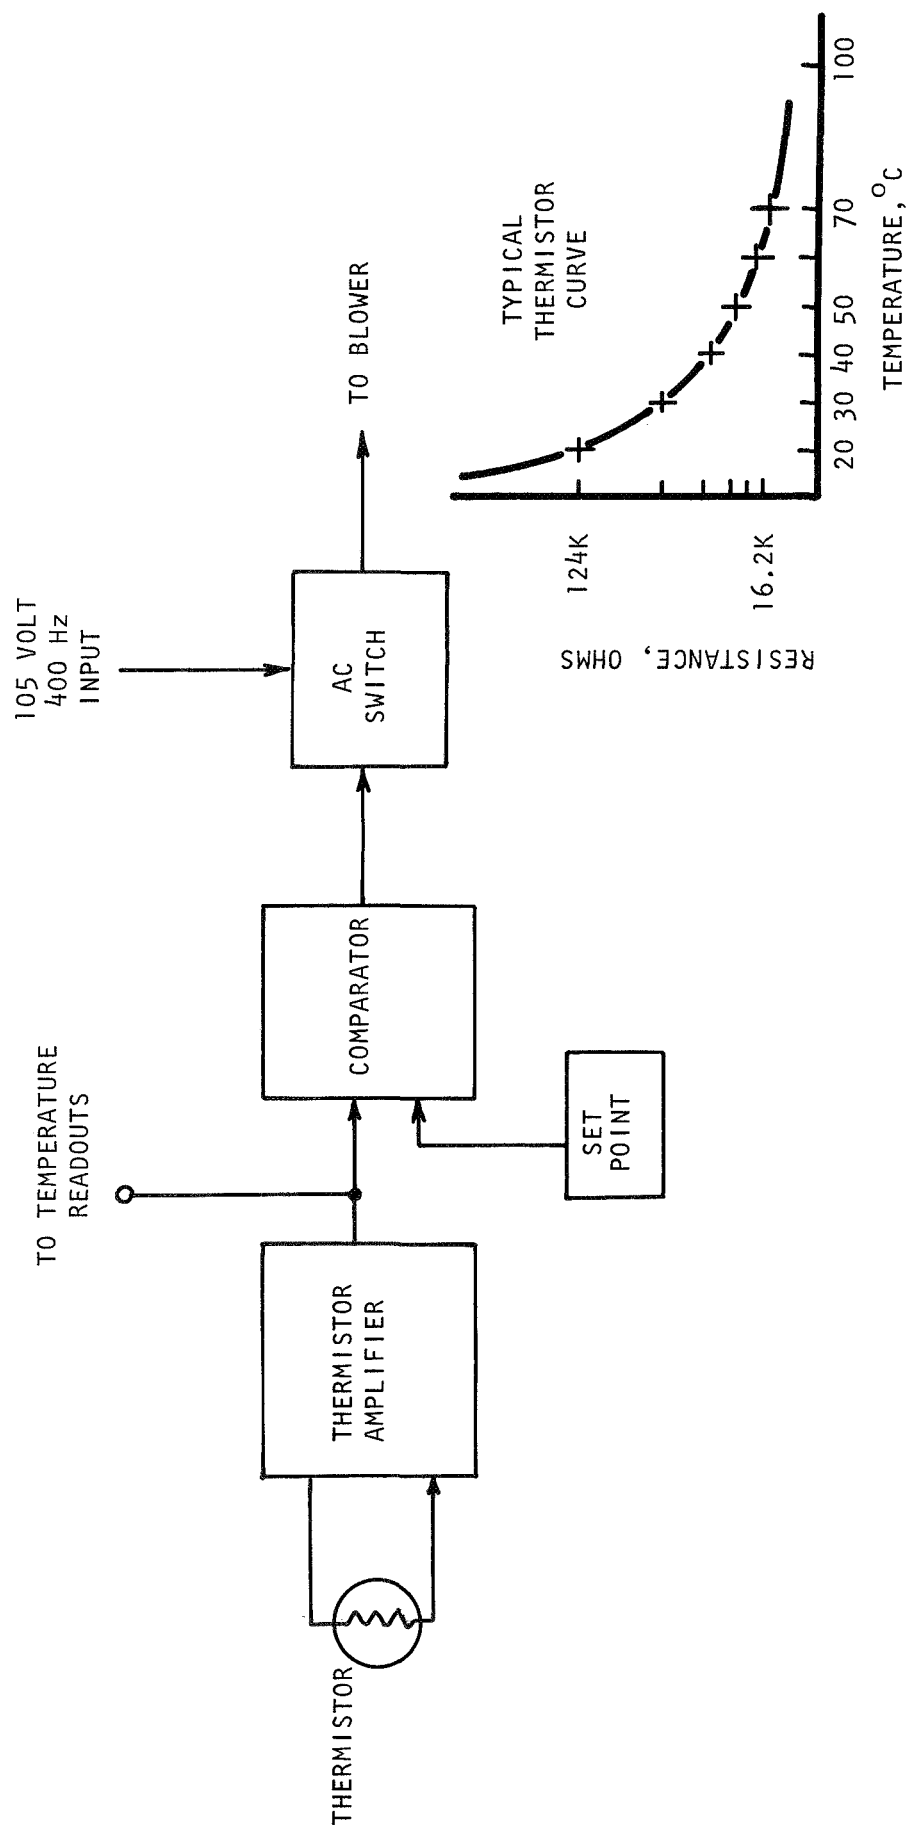 THERMISTOR
THERMISTOR
AMPLIFIER
TO TEMPERATURE
READOUTS
SET
POINT
COMPARATOR
105 VOLT
400 Hz
INPUT
AC
SWITCH
TO BLOWER
TYPICAL
THERMISTOR
CURVE
RESISTANCE, OHMS
124K
16.2K
20 30 40 50 70 100
TEMPERATURE, °C